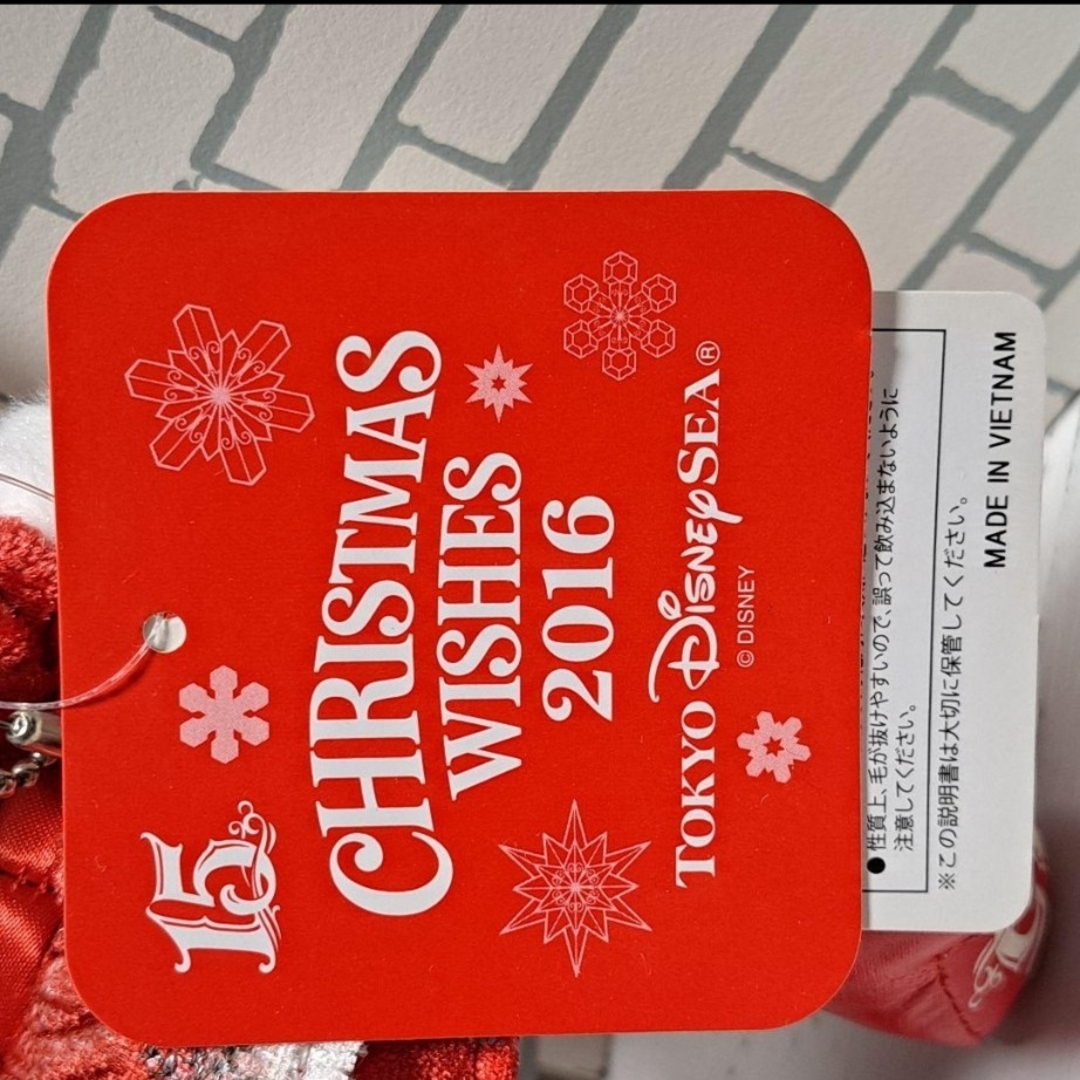 15
CHRISTMAS
WISHES
2016
TOKYO DISNEYSEA®
© DISNEY
●性質上、毛が抜けやすいので、誤って飲み込まないように
注意してください。
※この説明書は大切に保管してください。
MADE IN VIETNAM